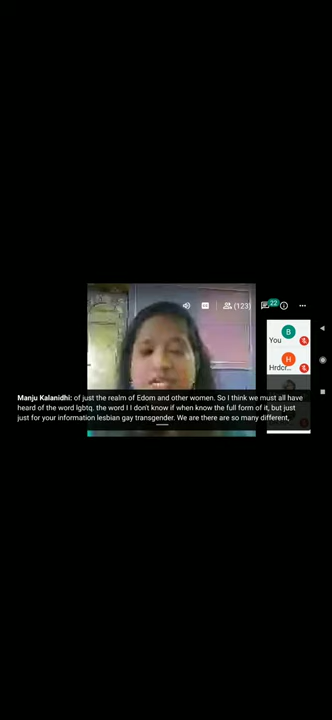 (123)
22
B
You
H
Hrdcr...
Manju Kalanidhi: of just the realm of Edom and other women. So I think we must all have
heard of the word lgbtq. the word I I don't know if when know the full form of it, but just
just for your information lesbian gay transgender. We are there are so many different,